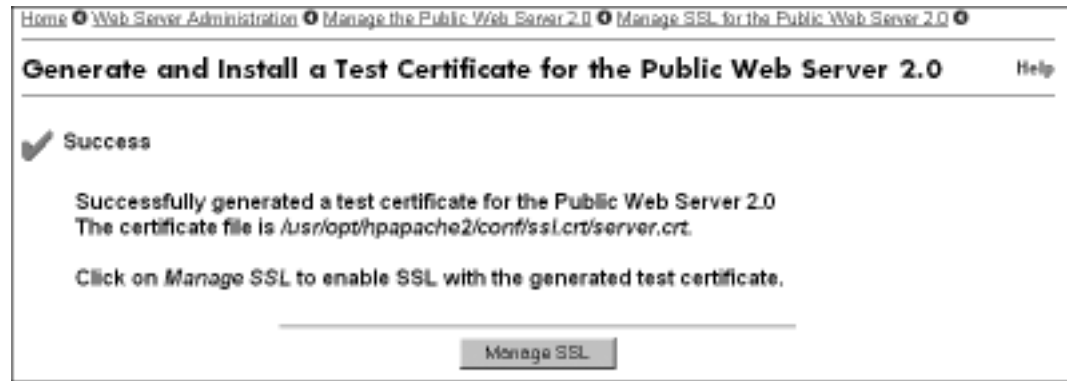 Home Web Server Administration Manage the Public Web Server 2.0 Manage SSL for the Public Web Server 2.0
Generate and Install a Test Certificate for the Public Web Server 2.0 Help
Success
Successfully generated a test certificate for the Public Web Server 2.0
The certificate file is /usr/opt/hpapache2/conf/ssl.crt/server.crt.
Click on Manage SSL to enable SSL with the generated test certificate.
Manage SSL